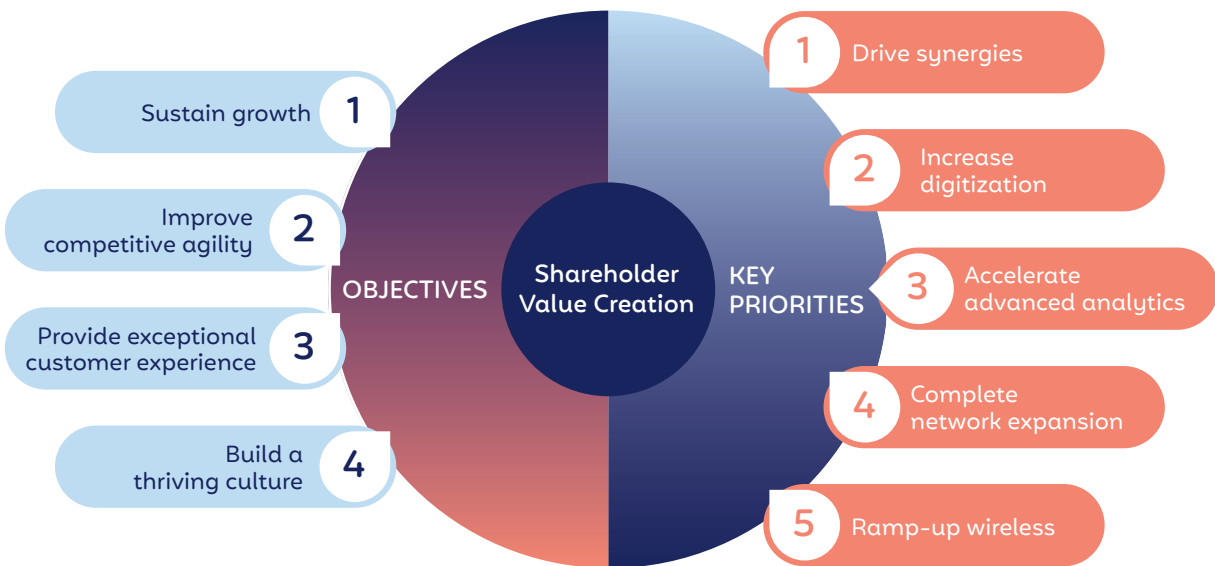 Sustain growth
1
Improve
competitive agility
2
Provide exceptional
customer experience
3
Build a
thriving culture
4
OBJECTIVES
Shareholder
Value Creation
KEY
PRIORITIES
1
Drive synergies
2
Increase
digitization
3
Accelerate
advanced analytics
4
Complete
network expansion
5
Ramp-up wireless